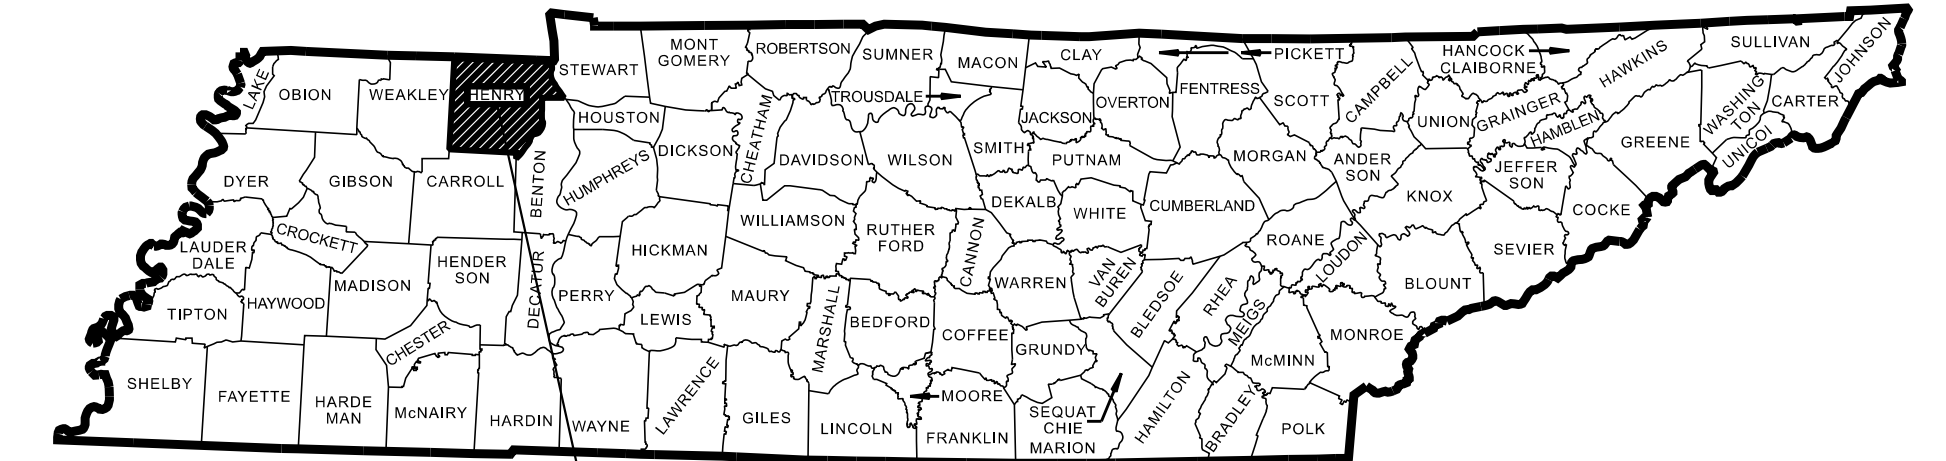 LAKE
OBION
WEAKLEY
HENRY
STEWART
MONT
GOMERY
ROBERTSON
SUMNER
MACON
CLAY
PICKETT
HANCOCK
CLAIBORNE
HAWKINS
SULLIVAN
JOHNSON
TROUSDALE
HOUSTON
CHEATHAM
JACKSON
OVERTON
FENTRESS
SCOTT
CAMPBELL
UNION
GRAINGER
HAMBLEN
GREENE
WASHING
TON
UNICOI
CARTER
DYER
GIBSON
CARROLL
BENTON
HUMPHREYS
DICKSON
DAVIDSON
WILSON
SMITH
PUTNAM
MORGAN
ANDER
SON
KNOX
JEFFER
SON
COCKE
LAUDER
DALE
CROCKETT
WILLIAMSON
RUTHER
FORD
CANNON
DEKALB
WHITE
CUMBERLAND
ROANE
LOUDON
BLOUNT
SEVIER
TIPTON
HAYWOOD
MADISON
HENDER
SON
DECATUR
PERRY
HICKMAN
LEWIS
MAURY
MARSHALL
BEDFORD
COFFEE
WARREN
VAN
BUREN
BLEDSOE
RHEA
MEIGS
MONROE
CHESTER
GRUNDY
McMINN
SHELBY
FAYETTE
HARDE
MAN
McNAIRY
HARDIN
WAYNE
LAWRENCE
GILES
LINCOLN
MOORE
FRANKLIN
SEQUAT
CHIE
MARION
HAMILTON
BRADLEY
POLK